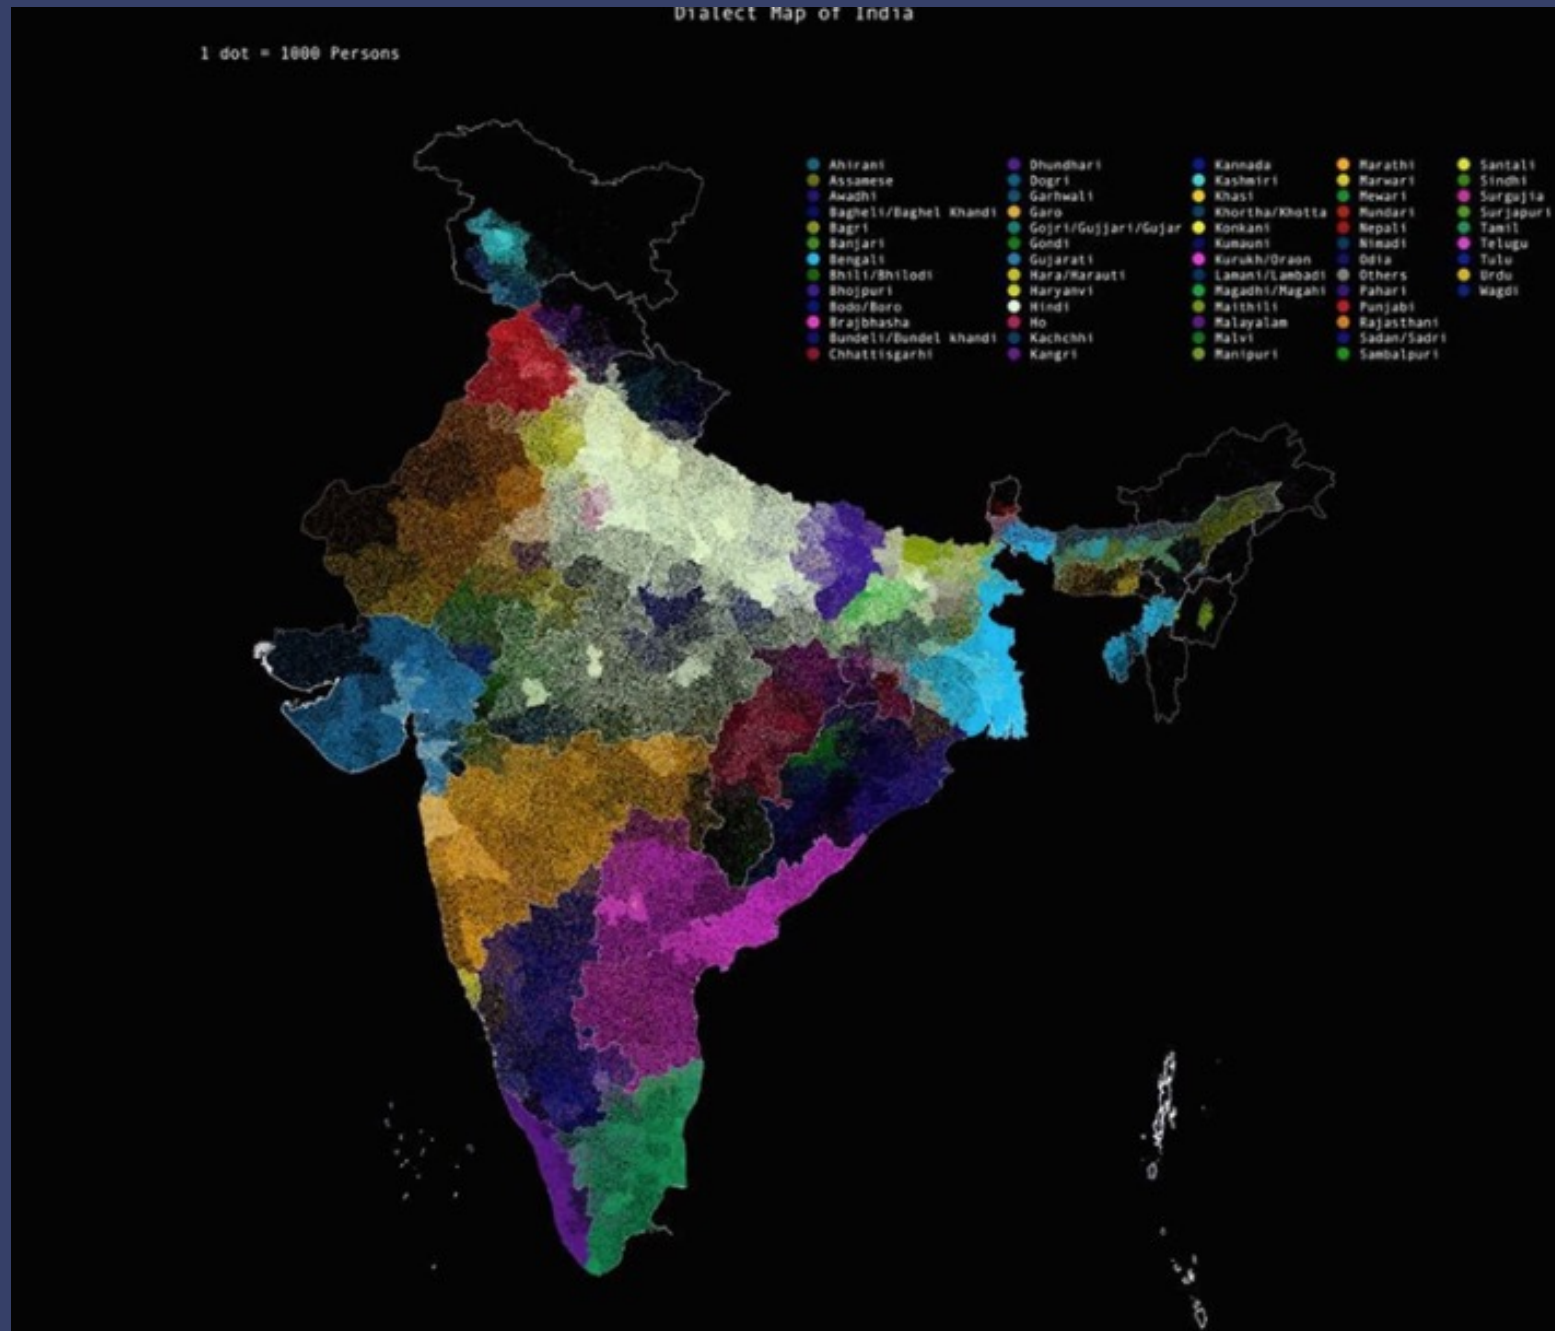 Dialect Map of India
1 dot = 1000 Persons
Ahirani
Assamese
Awadhi
Bagheli/Baghel Khandi
Bagri
Banjari
Bengali
Bhili/Bhilodi
Bhojpuri
Bodo/Boro
Brajbhasha
Bundeli/Bundel khandi
Chhattisgarhi
Dhundhari
Dogri
Garhwali
Garo
Gojri/Gujjari/Gujar
Gondi
Gujarati
Hara/Harauti
Haryanvi
Hindi
Ho
Kachchhi
Kangri
Kannada
Kashmiri
Khasi
Khortha/Khotta
Konkani
Kumauni
Kurukh/Oraon
Lamani/Lambadi
Magadhi/Magahi
Maithili
Malayalam
Malvi
Manipuri
Marathi
Marwari
Mewari
Mundari
Nepali
Nimadi
Odia
Others
Pahari
Punjabi
Rajasthani
Sadan/Sadri
Sambalpuri
Santali
Sindhi
Surgujia
Surjapuri
Tamil
Telugu
Tulu
Urdu
Wagdi